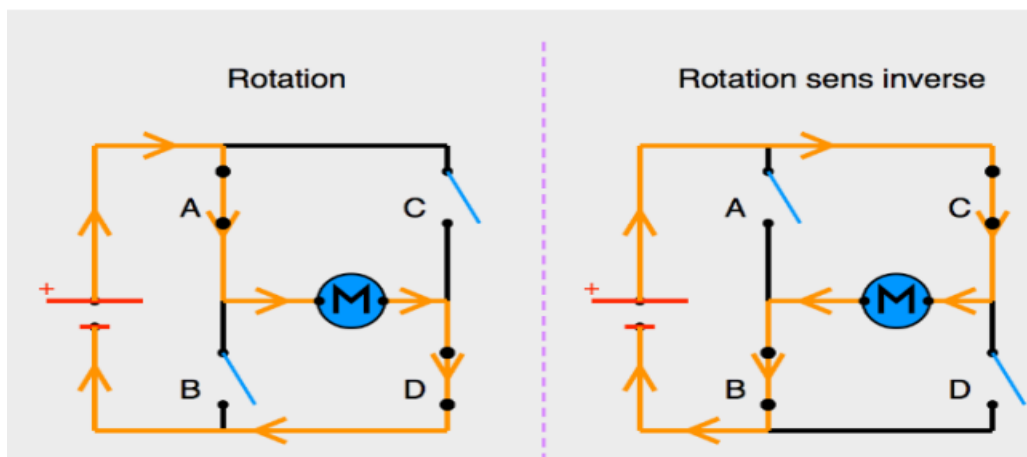 Rotation
Rotation sens inverse
A
C
A
C
+
M
+
M
B
D
B
D